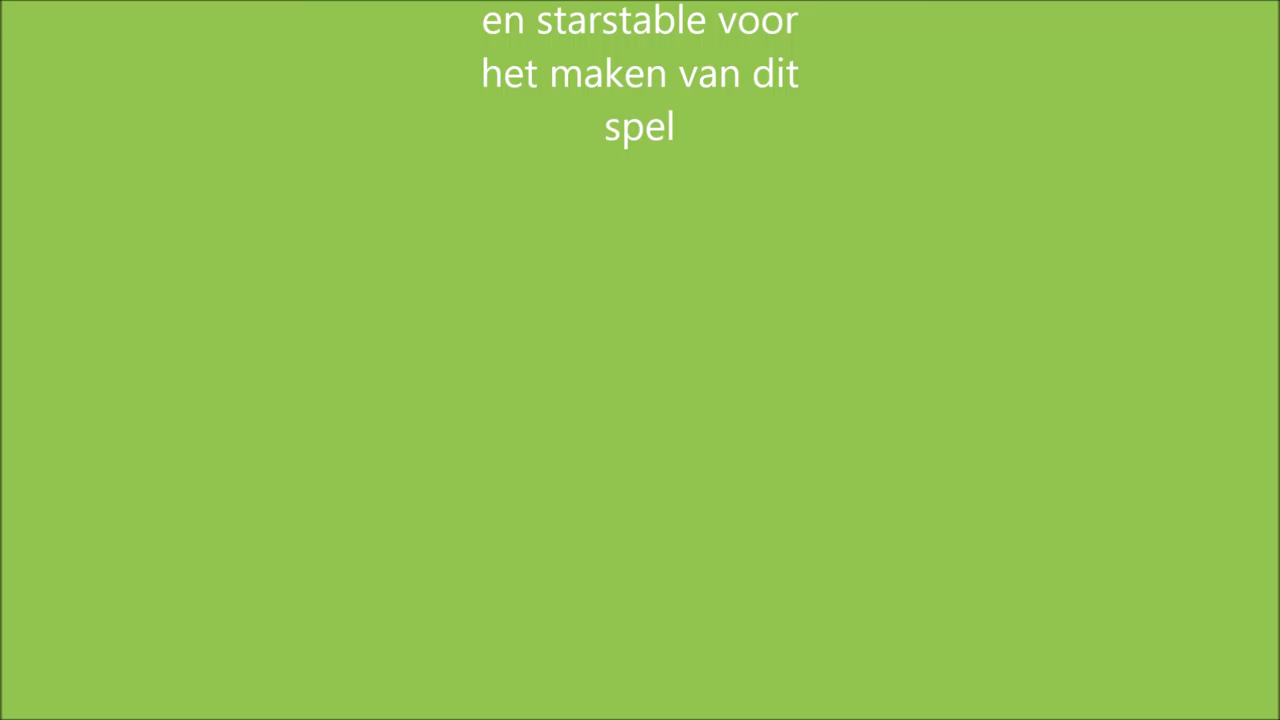 en starstable voor
het maken van dit
spel